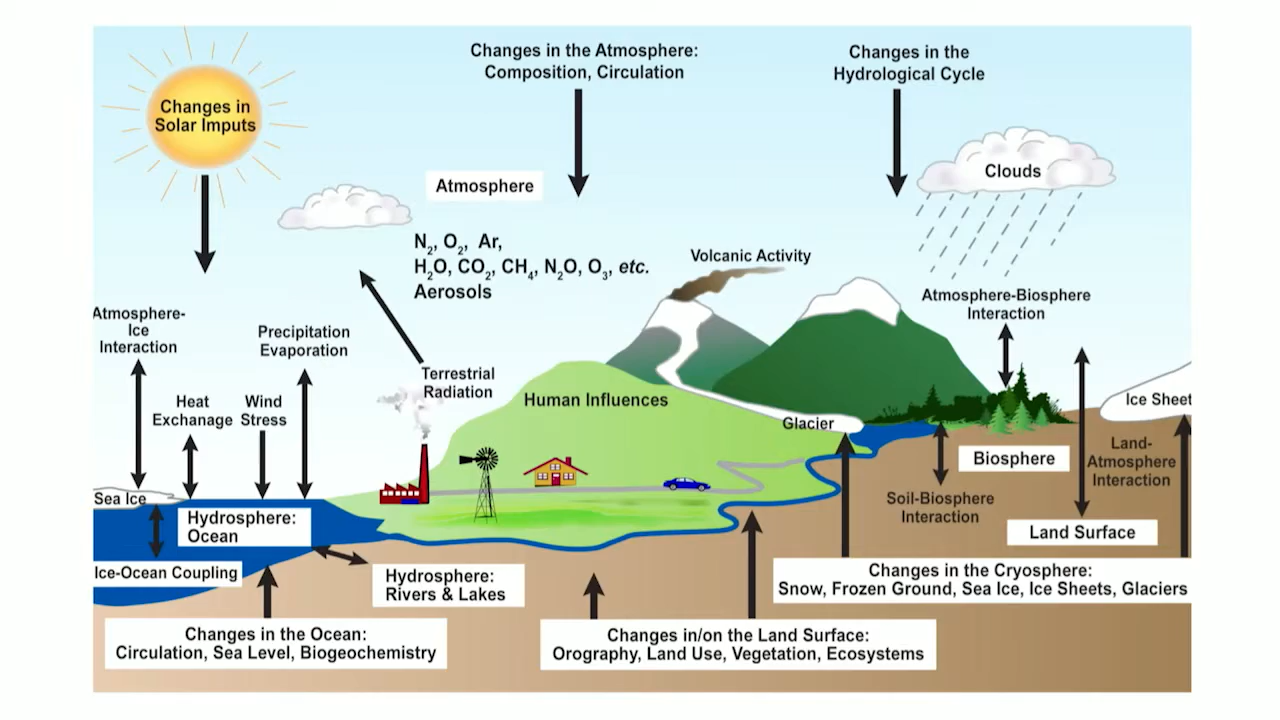 Changes in the Atmosphere:
Composition, Circulation
Changes in the
Hydrological Cycle
Changes in
Solar Imputs
Clouds
Atmosphere
N₂, O₂, Ar,
H₂O, CO₂, CH₄, N₂O, O₃, etc.
Aerosols
Volcanic Activity
Atmosphere-Biosphere
Interaction
Atmosphere-
Ice
Interaction
Precipitation
Evaporation
Terrestrial
Radiation
Heat
Exchanage
Wind
Stress
Human Influences
Glacier
Ice Sheet
Land-
Atmosphere
Interaction
Biosphere
Soil-Biosphere
Interaction
Land Surface
Sea Ice
Hydrosphere:
Ocean
Ice-Ocean Coupling
Hydrosphere:
Rivers & Lakes
Changes in the Cryosphere:
Snow, Frozen Ground, Sea Ice, Ice Sheets, Glaciers
Changes in the Ocean:
Circulation, Sea Level, Biogeochemistry
Changes in/on the Land Surface:
Orography, Land Use, Vegetation, Ecosystems